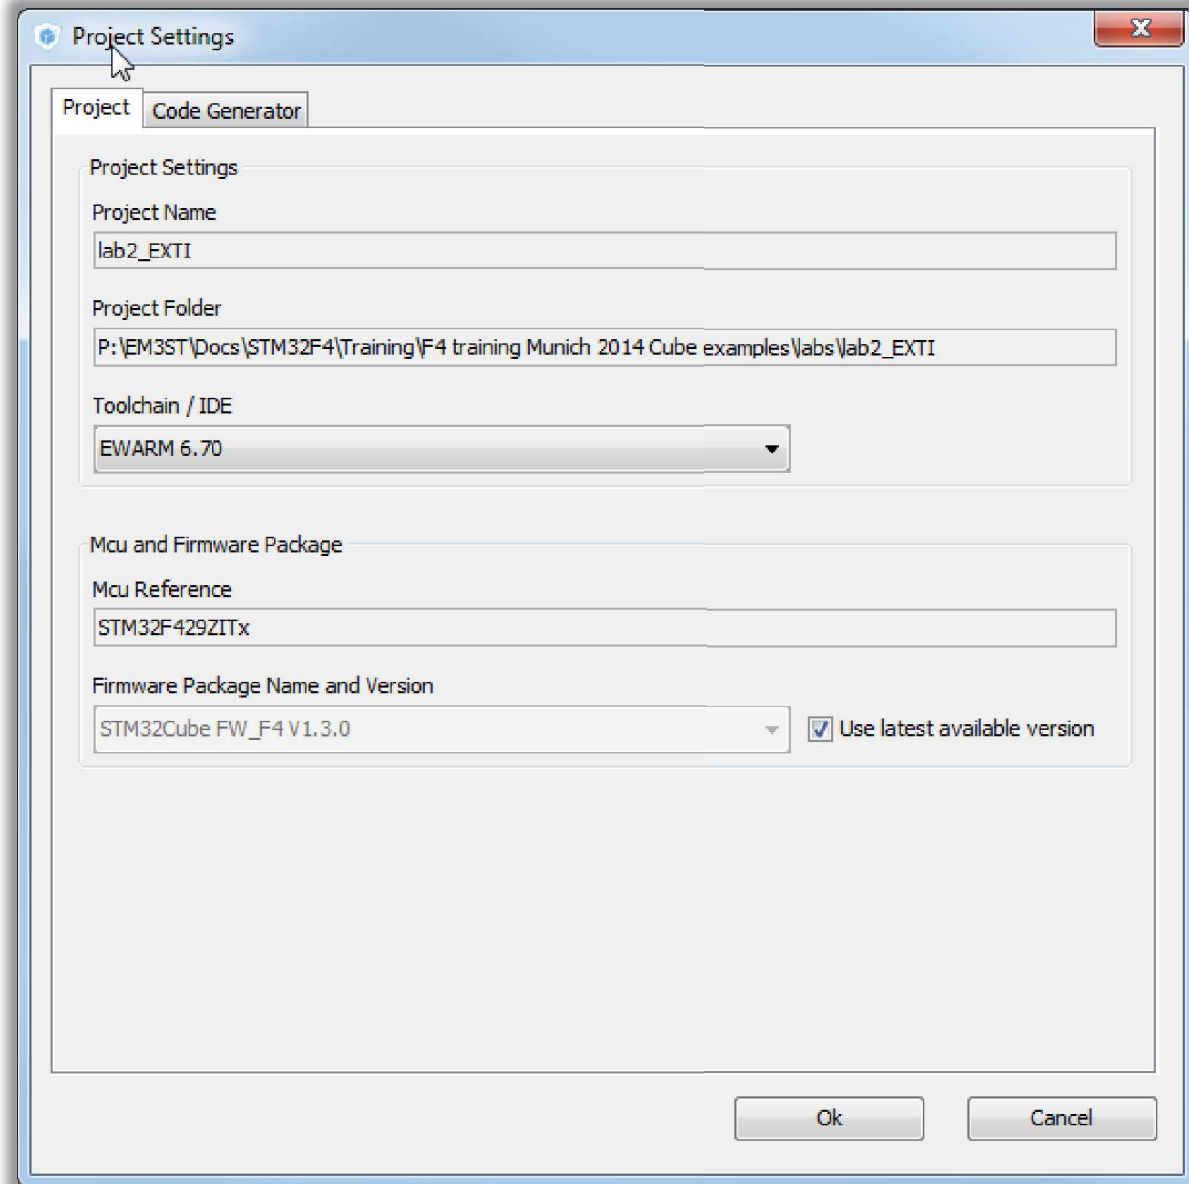 Project Settings
Project
Code Generator
Project Settings
Project Name
lab2_EXTI
Project Folder
P:\EM3ST\Docs\STM32F4\Training\F4 training Munich 2014 Cube examples\labs\lab2_EXTI
Toolchain / IDE
EWARM 6.70
Mcu and Firmware Package
Mcu Reference
STM32F429ZITx
Firmware Package Name and Version
STM32Cube FW_F4 V1.3.0
Use latest available version
Ok
Cancel